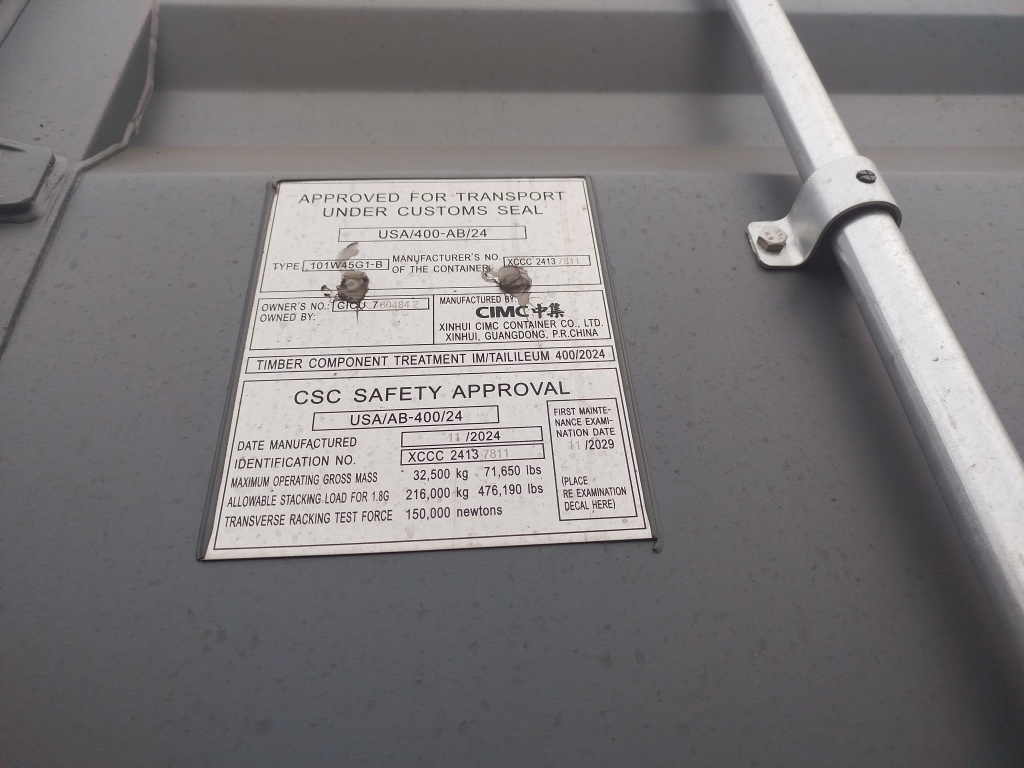 APPROVED FOR TRANSPORT
UNDER CUSTOMS SEAL
USA/400-AB/24
TYPE 101W45G1-B MANUFACTURER'S NO. OF THE CONTAINER XCCC 2413 7811
OWNER'S NO.:
OWNED BY:
MANUFACTURED BY:
CIMC 中集
XINHUI CIMC CONTAINER CO., LTD.
XINHUI, GUANGDONG, P.R.CHINA
TIMBER COMPONENT TREATMENT IM/TAILILEUM 400/2024
CSC SAFETY APPROVAL
USA/AB-400/24
DATE MANUFACTURED 11 /2024
IDENTIFICATION NO. XCCC 2413 7811
MAXIMUM OPERATING GROSS MASS 32,500 kg 71,650 lbs
ALLOWABLE STACKING LOAD FOR 1.8G 216,000 kg 476,190 lbs
TRANSVERSE RACKING TEST FORCE 150,000 newtons
FIRST MAINTE-
NANCE EXAMI-
NATION DATE
11 /2029
(PLACE
RE EXAMINATION
DECAL HERE)